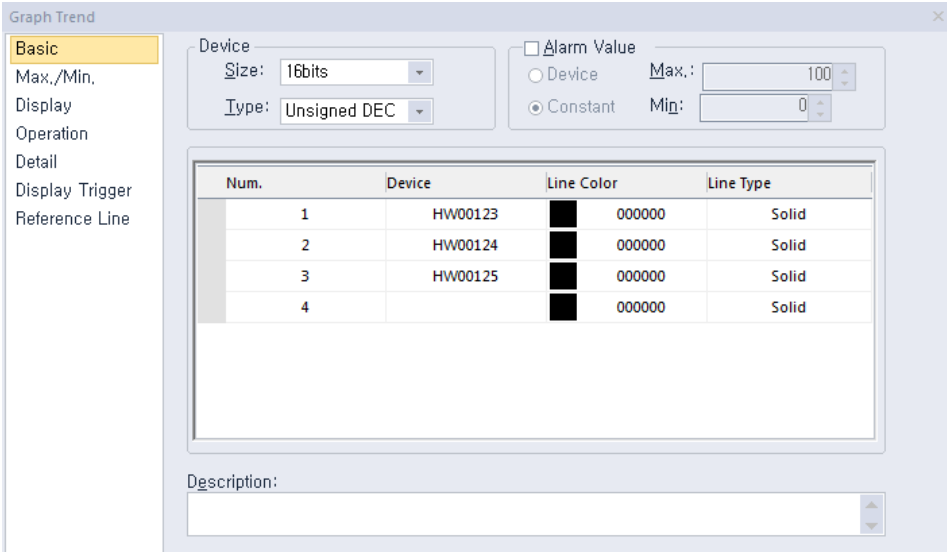 Graph Trend
Basic
Max,/Min,
Display
Operation
Detail
Display Trigger
Reference Line
Device
Size: 16bits
Type: Unsigned DEC
Alarm Value
Device Max,: 100
Constant Min: 0
Num. Device Line Color Line Type
1 HW00123 000000 Solid
2 HW00124 000000 Solid
3 HW00125 000000 Solid
4 000000 Solid
Description: